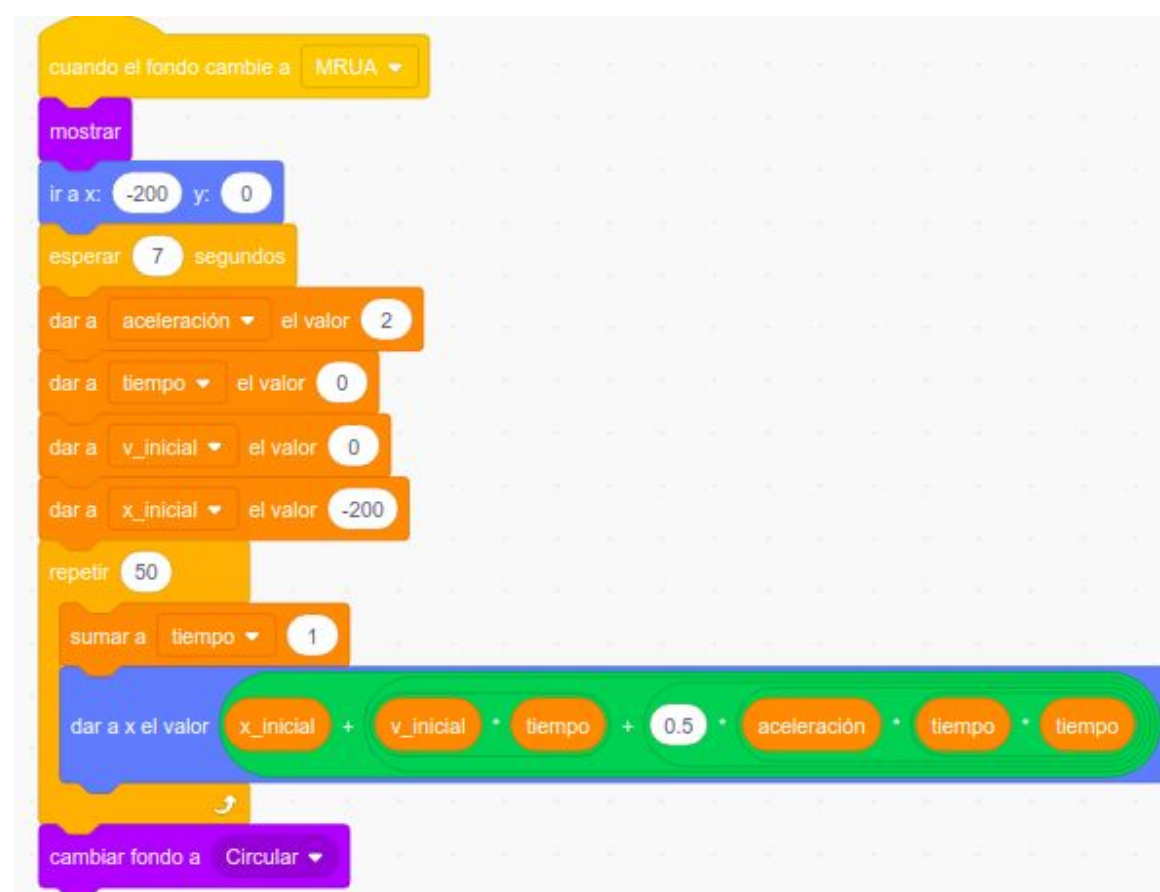 cuando el fondo cambie a MRUA
mostrar
ir a x: -200 y: 0
esperar 7 segundos
dar a aceleración el valor 2
dar a tiempo el valor 0
dar a v_inicial el valor 0
dar a x_inicial el valor -200
repetir 50
sumar a tiempo 1
dar a x el valor x_inicial + v_inicial * tiempo + 0.5 * aceleración * tiempo * tiempo
cambiar fondo a Circular